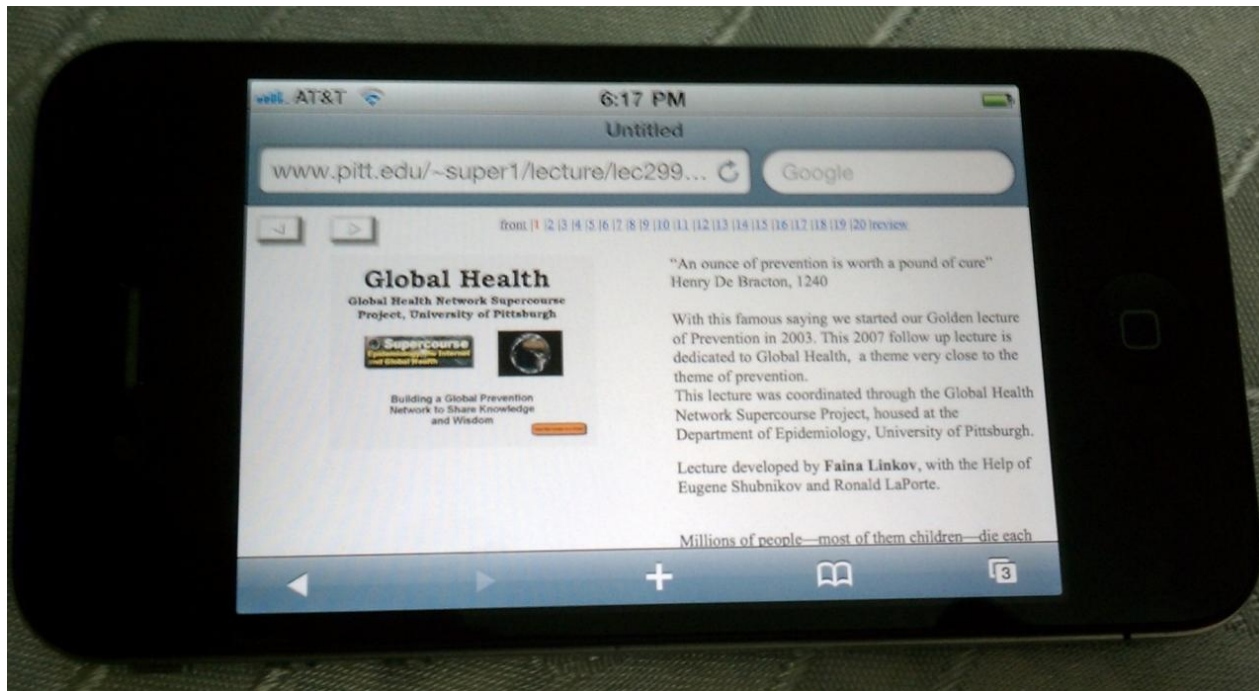 AT&T
6:17 PM
Untitled
www.pitt.edu/~super1/lecture/lec299...
Google
front |1 |2 |3 |4 |5 |6 |7 |8 |9 |10 |11 |12 |13 |14 |15 |16 |17 |18 |19 |20 |review
Global Health
Global Health Network Supercourse
Project, University of Pittsburgh
Supercourse
Epidemiology, the Internet
and Global Health
Building a Global Prevention
Network to Share Knowledge
and Wisdom
“An ounce of prevention is worth a pound of cure”
Henry De Bracton, 1240
With this famous saying we started our Golden lecture
of Prevention in 2003. This 2007 follow up lecture is
dedicated to Global Health, a theme very close to the
theme of prevention.
This lecture was coordinated through the Global Health
Network Supercourse Project, housed at the
Department of Epidemiology, University of Pittsburgh.
Lecture developed by Faina Linkov, with the Help of
Eugene Shubnikov and Ronald LaPorte.
Millions of people—most of them children—die each
3